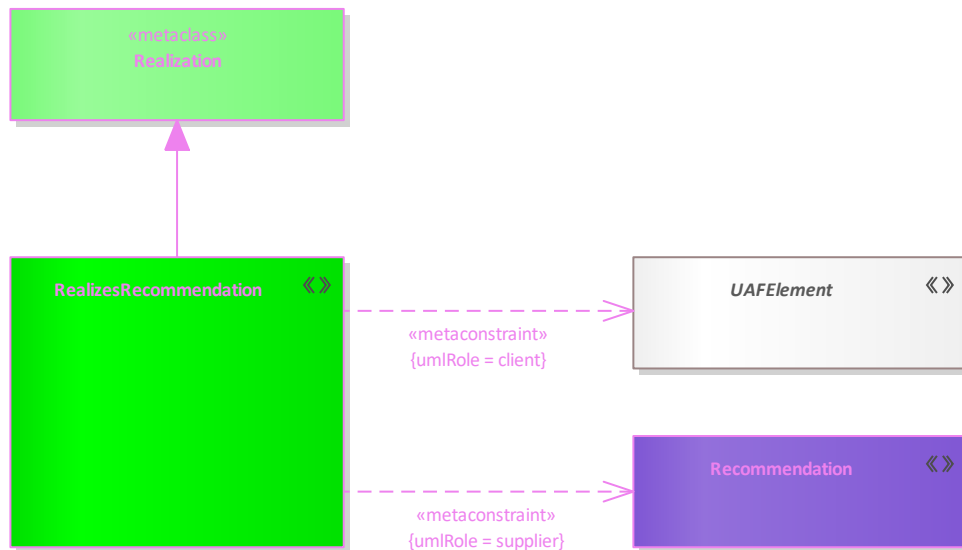 «metaclass»
Realization
RealizesRecommendation «»
UAFElement «»
«metaconstraint»
{umlRole = client}
Recommendation «»
«metaconstraint»
{umlRole = supplier}